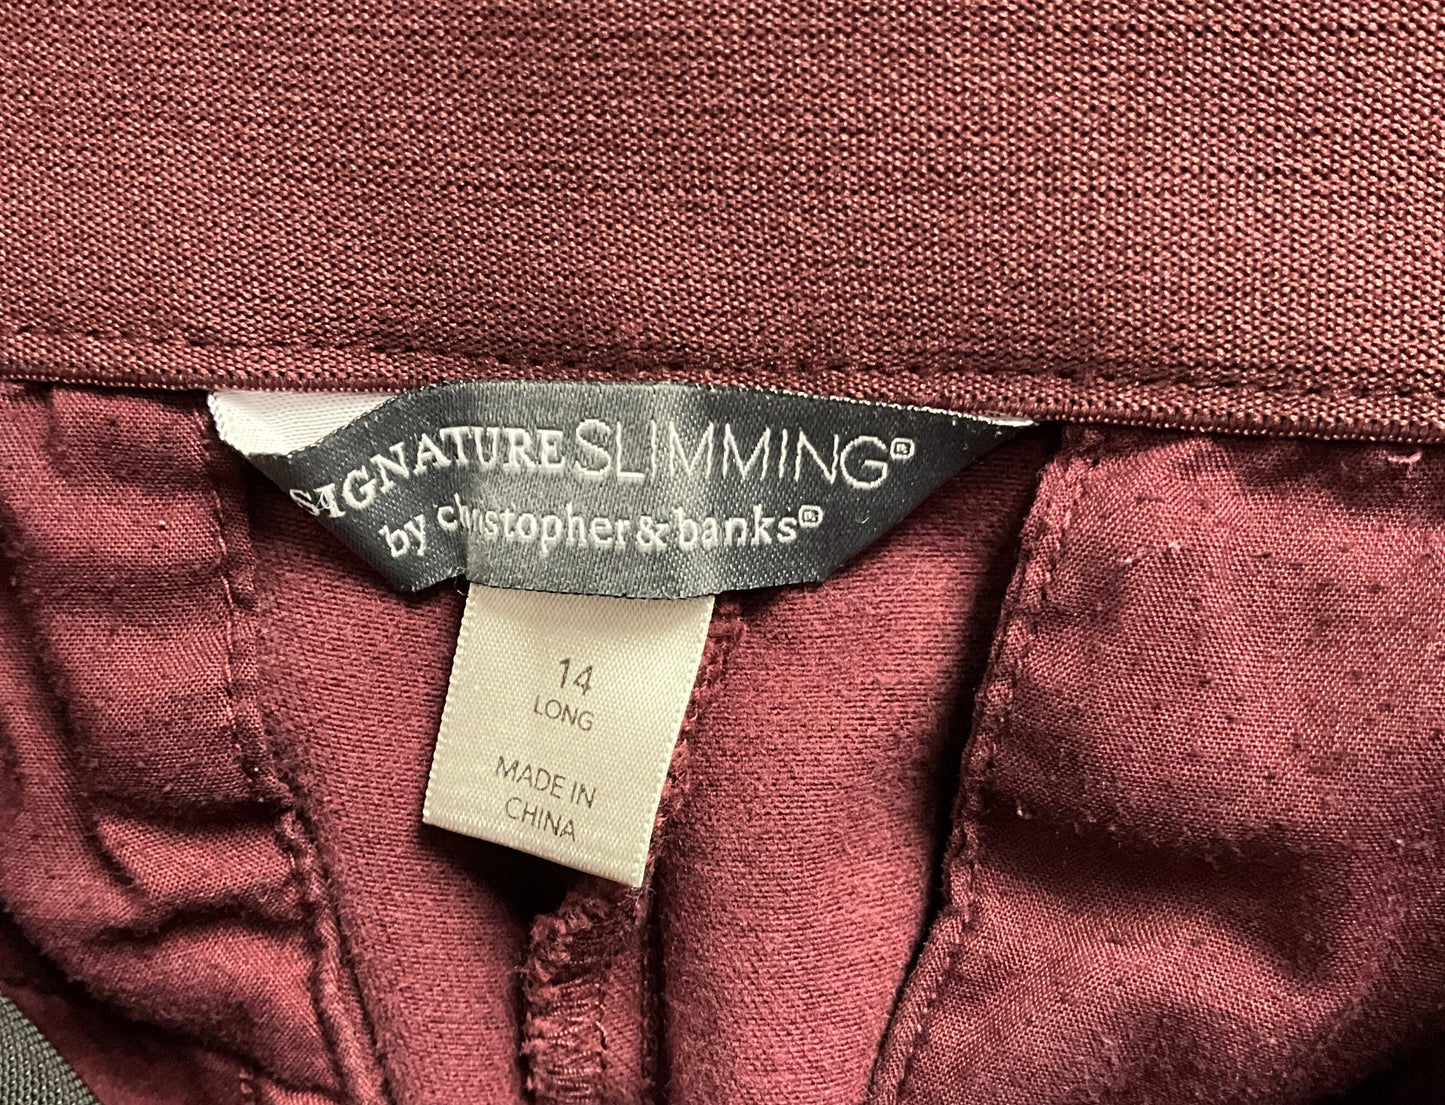 SIGNATURE SLIMMING®
by christopher & banks®
14
LONG
MADE IN
CHINA